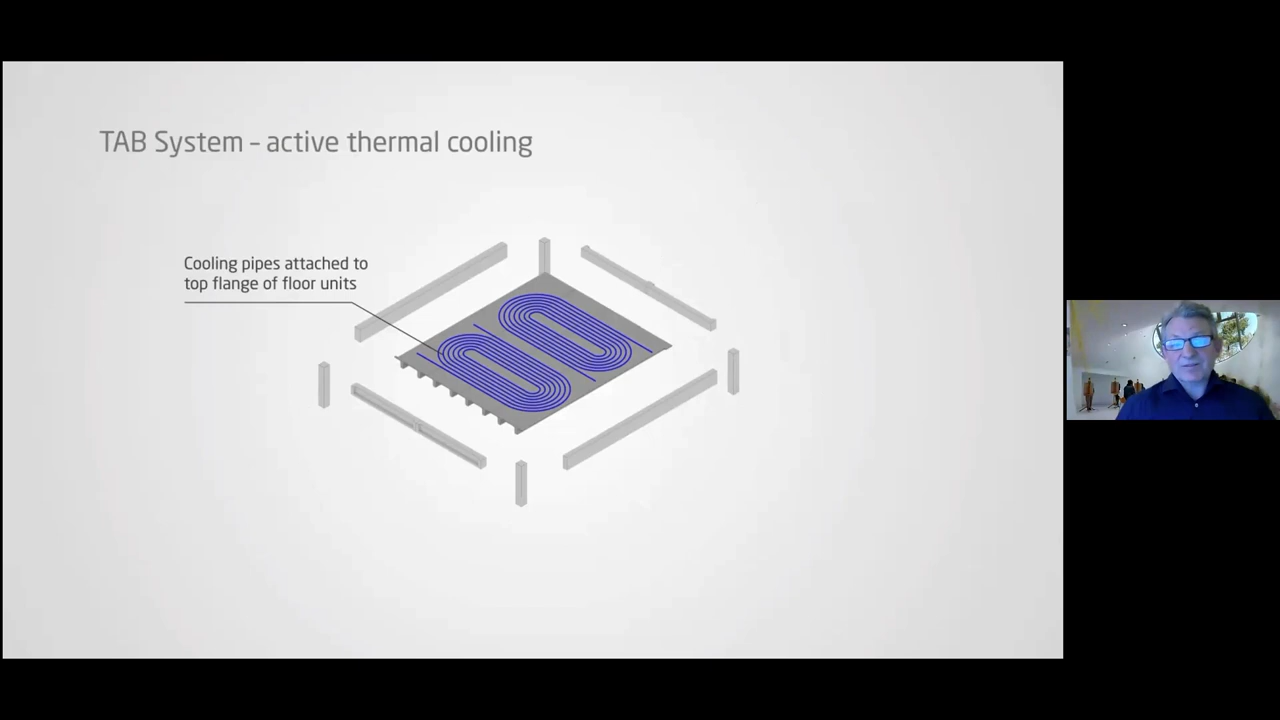 TAB System – active thermal cooling
Cooling pipes attached to
top flange of floor units